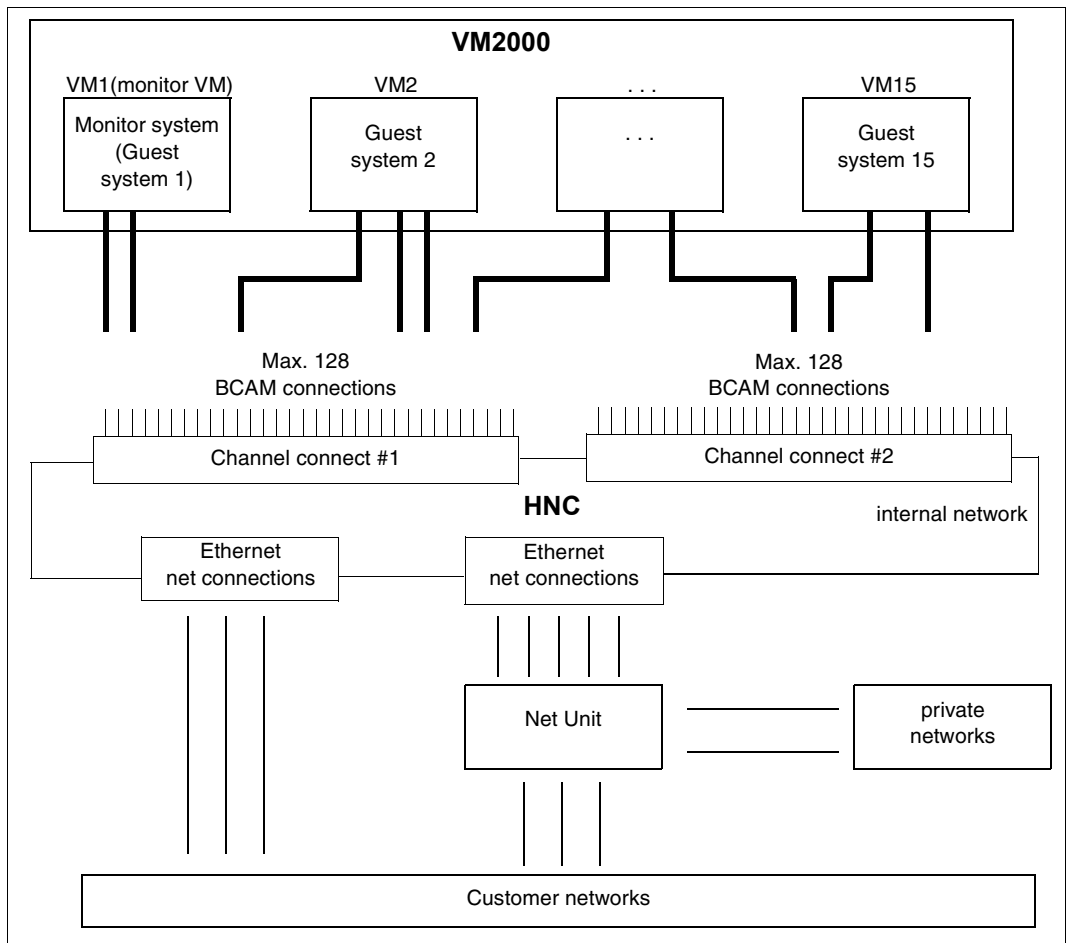 VM2000
VM1(monitor VM)
VM2
. . .
VM15
Monitor system
(Guest
system 1)
Guest
system 2
. . .
Guest
system 15
Max. 128
BCAM connections
Max. 128
BCAM connections
Channel connect #1
Channel connect #2
HNC
internal network
Ethernet
net connections
Ethernet
net connections
Net Unit
private
networks
Customer networks